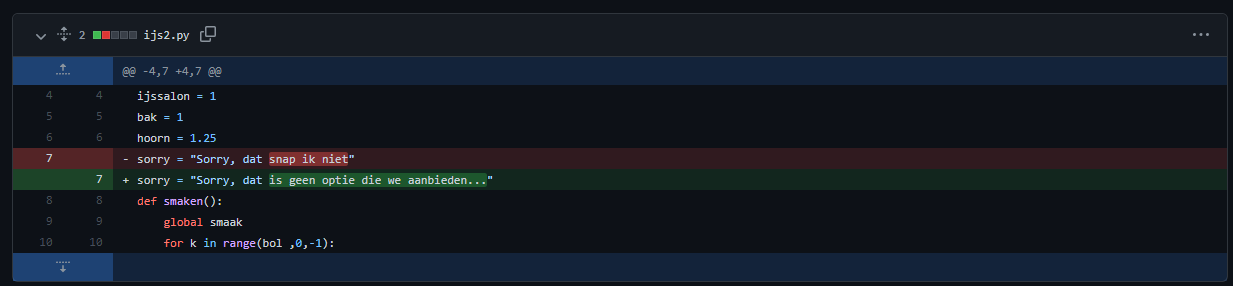 2 ijs2.py
@@ -4,7 +4,7 @@
4 4 ijssalon = 1
5 5 bak = 1
6 6 hoorn = 1.25
7 - sorry = "Sorry, dat snap ik niet"
7 + sorry = "Sorry, dat is geen optie die we aanbieden..."
8 8 def smaken():
9 9 global smaak
10 10 for k in range(bol ,0,-1):